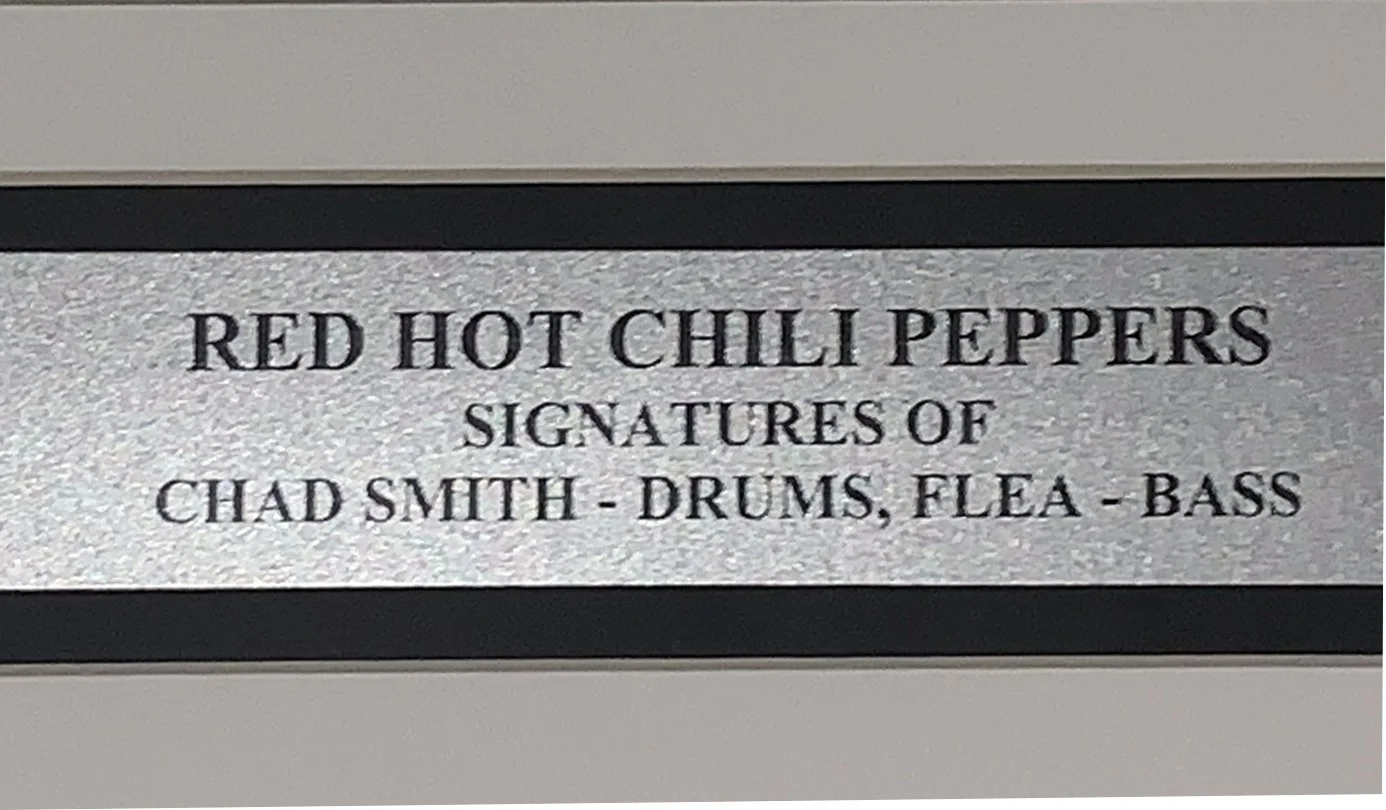 RED HOT CHILI PEPPERS
SIGNATURES OF
CHAD SMITH - DRUMS, FLEA - BASS